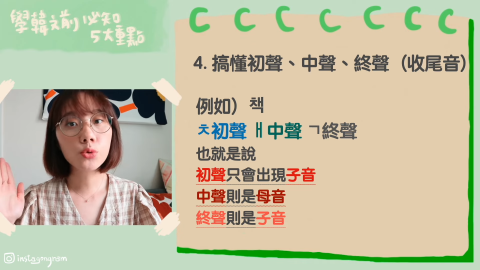 學韓文前必知
5大重點
4. 搞懂初聲、中聲、終聲（收尾音）
例如）책
ㅊ初聲 ㅐ中聲 ㄱ終聲
也就是說
初聲只會出現子音
中聲則是母音
終聲則是子音